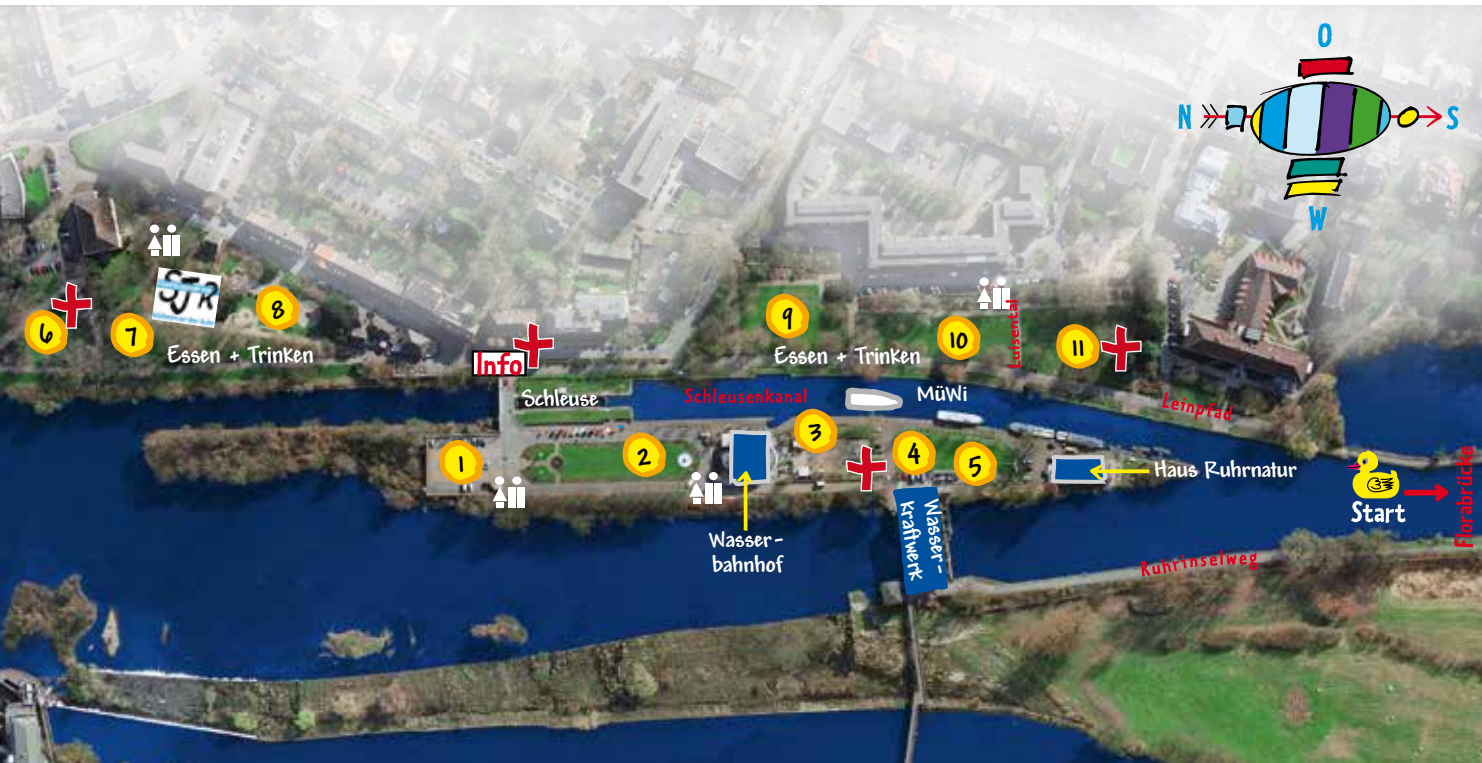 O
N
S
W
SJR
6
7
8
Essen + Trinken
Info
9
10
11
Essen + Trinken
Luisental
Schleuse
Schleusenkanal
MüWi
Leinpfad
1
2
3
4
5
Haus Ruhrnatur
Wasser-
bahnhof
Wasser-
kraftwerk
3
Start
Florabrücke
Ruhrinselweg